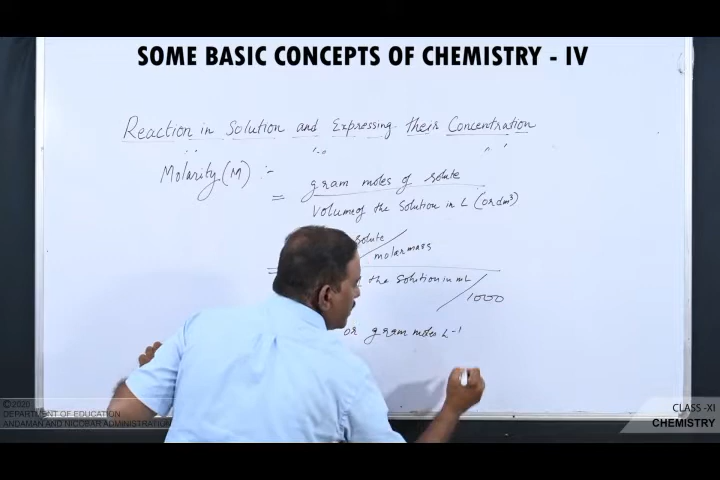 SOME BASIC CONCEPTS OF CHEMISTRY - IV
Reaction in Solution and Expressing their Concentration
Molarity (M) :-
= gram moles of solute
Volume of the Solution in L (or dm³)
solute / molar mass
=
the solution in mL / 1000
or gram moles L⁻¹
©2020
DEPARTMENT OF EDUCATION
ANDAMAN AND NICOBAR ADMINISTRATION
CLASS -XI
CHEMISTRY